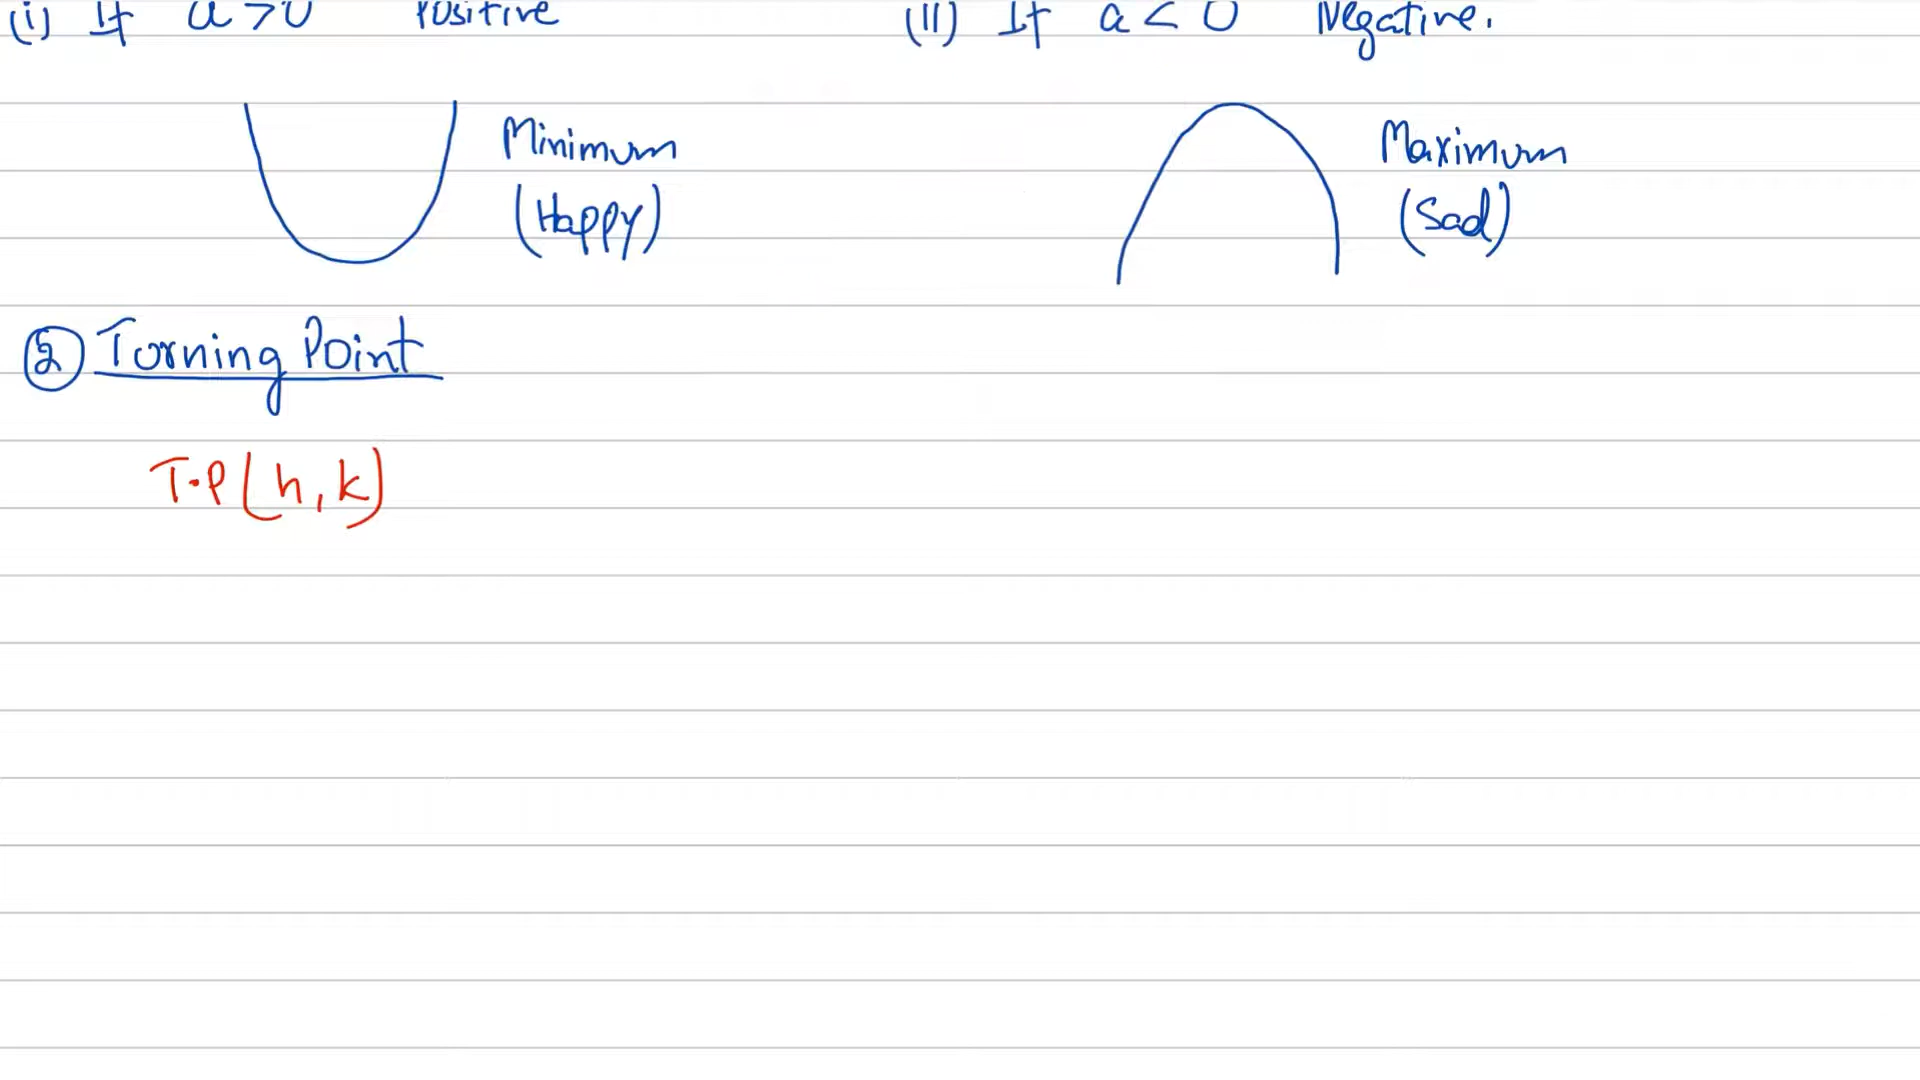 (i) If a > 0 Positive (II) If a < 0 Negative.
Minimum Maximum
(Happy) (Sad)
② Turning Point
T.P(h, k)